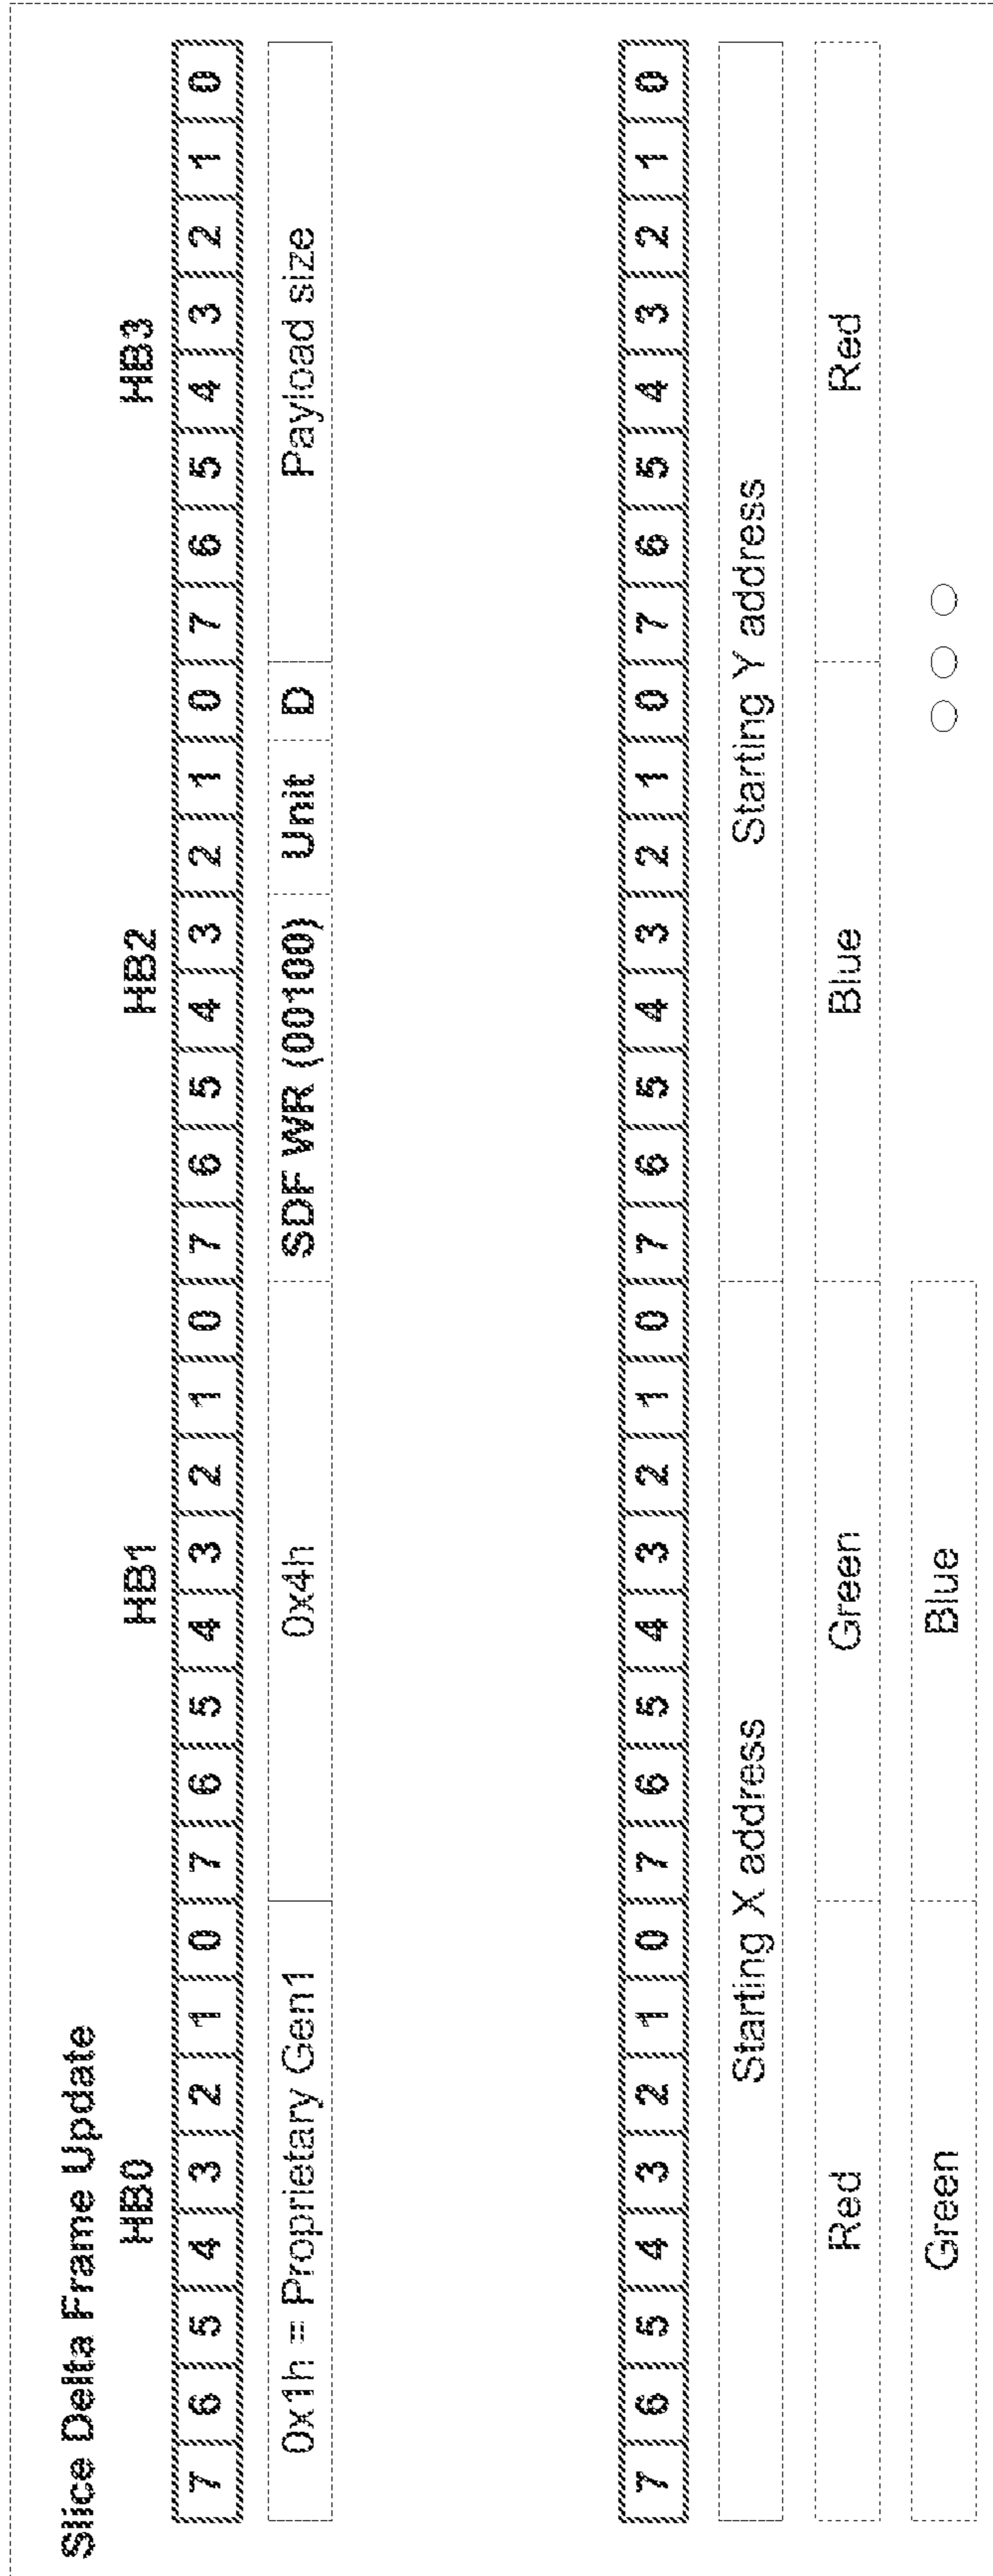 Slice Delta Frame Update
HB0 HB1 HB2 HB3
7 6 5 4 3 2 1 0 7 6 5 4 3 2 1 0 7 6 5 4 3 2 1 0 7 6 5 4 3 2 1 0
0x1h = Proprietary Gen1 0x4h SDF WR (00100) Unit D Payload size
7 6 5 4 3 2 1 0 7 6 5 4 3 2 1 0 7 6 5 4 3 2 1 0 7 6 5 4 3 2 1 0
Starting X address Starting Y address
Red Green Blue Red
Green Blue